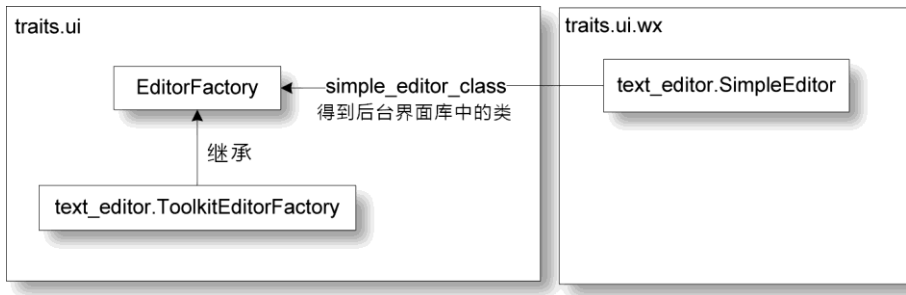 traits.ui
traits.ui.wx
EditorFactory
simple_editor_class
得到后台界面库中的类
text_editor.SimpleEditor
继承
text_editor.ToolkitEditorFactory